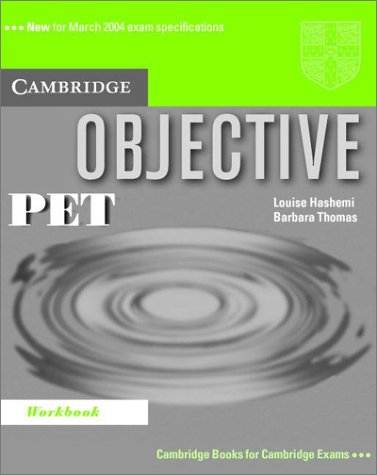 ●●● New for March 2004 exam specifications
CAMBRIDGE
OBJECTIVE
Louise Hashemi
Barbara Thomas
PET
Workbook
Cambridge Books for Cambridge Exams ●●●